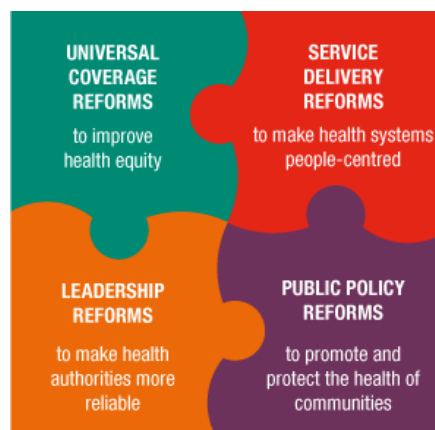 UNIVERSAL
COVERAGE
REFORMS
to improve
health equity
SERVICE
DELIVERY
REFORMS
to make health systems
people-centred
LEADERSHIP
REFORMS
to make health
authorities more
reliable
PUBLIC POLICY
REFORMS
to promote and
protect the health of
communities